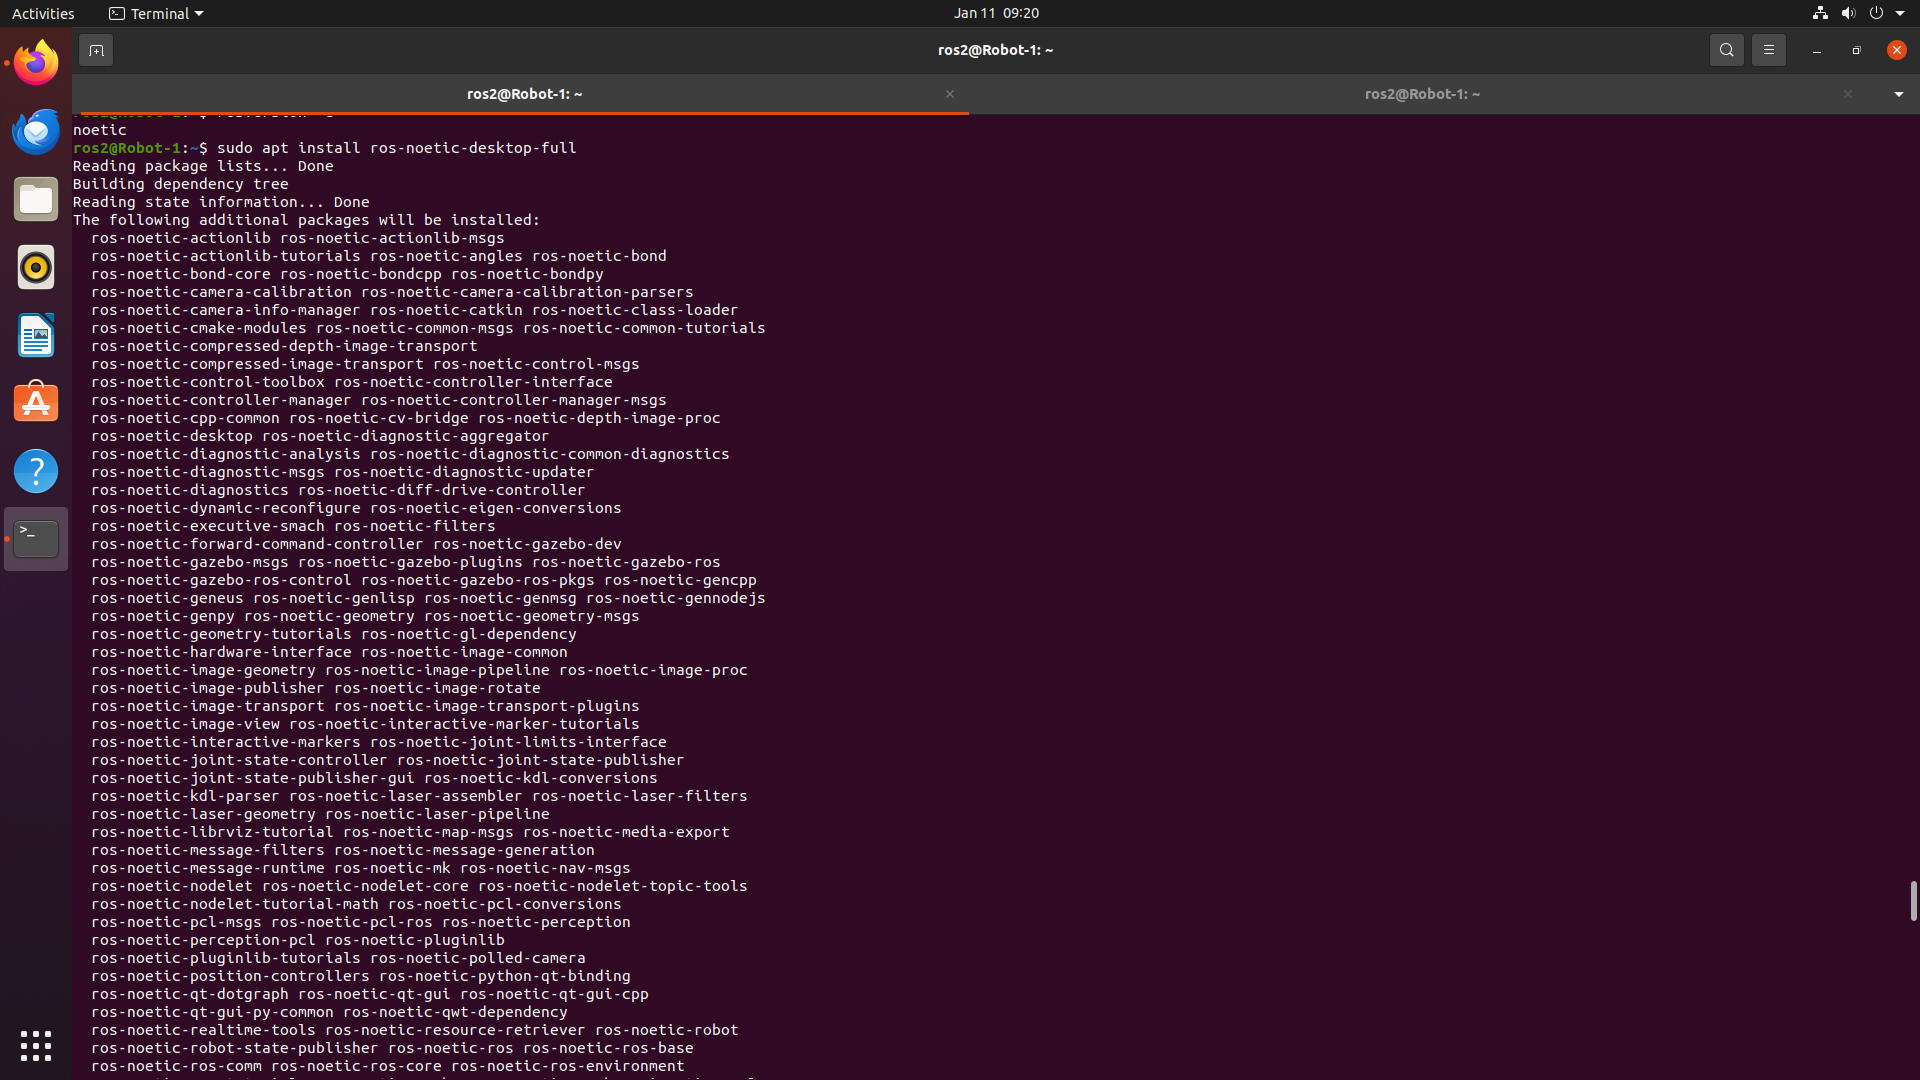 Activities
Terminal
Jan 11 09:20
ros2@Robot-1: ~
ros2@Robot-1: ~
ros2@Robot-1: ~
noetic
ros2@Robot-1:~$ sudo apt install ros-noetic-desktop-full
Reading package lists... Done
Building dependency tree
Reading state information... Done
The following additional packages will be installed:
ros-noetic-actionlib ros-noetic-actionlib-msgs
ros-noetic-actionlib-tutorials ros-noetic-angles ros-noetic-bond
ros-noetic-bond-core ros-noetic-bondcpp ros-noetic-bondpy
ros-noetic-camera-calibration ros-noetic-camera-calibration-parsers
ros-noetic-camera-info-manager ros-noetic-catkin ros-noetic-class-loader
ros-noetic-cmake-modules ros-noetic-common-msgs ros-noetic-common-tutorials
ros-noetic-compressed-depth-image-transport
ros-noetic-compressed-image-transport ros-noetic-control-msgs
ros-noetic-control-toolbox ros-noetic-controller-interface
ros-noetic-controller-manager ros-noetic-controller-manager-msgs
ros-noetic-cpp-common ros-noetic-cv-bridge ros-noetic-depth-image-proc
ros-noetic-desktop ros-noetic-diagnostic-aggregator
ros-noetic-diagnostic-analysis ros-noetic-diagnostic-common-diagnostics
ros-noetic-diagnostic-msgs ros-noetic-diagnostic-updater
ros-noetic-diagnostics ros-noetic-diff-drive-controller
ros-noetic-dynamic-reconfigure ros-noetic-eigen-conversions
ros-noetic-executive-smach ros-noetic-filters
ros-noetic-forward-command-controller ros-noetic-gazebo-dev
ros-noetic-gazebo-msgs ros-noetic-gazebo-plugins ros-noetic-gazebo-ros
ros-noetic-gazebo-ros-control ros-noetic-gazebo-ros-pkgs ros-noetic-gencpp
ros-noetic-geneus ros-noetic-genlisp ros-noetic-genmsg ros-noetic-gennodejs
ros-noetic-genpy ros-noetic-geometry ros-noetic-geometry-msgs
ros-noetic-geometry-tutorials ros-noetic-gl-dependency
ros-noetic-hardware-interface ros-noetic-image-common
ros-noetic-image-geometry ros-noetic-image-pipeline ros-noetic-image-proc
ros-noetic-image-publisher ros-noetic-image-rotate
ros-noetic-image-transport ros-noetic-image-transport-plugins
ros-noetic-image-view ros-noetic-interactive-marker-tutorials
ros-noetic-interactive-markers ros-noetic-joint-limits-interface
ros-noetic-joint-state-controller ros-noetic-joint-state-publisher
ros-noetic-joint-state-publisher-gui ros-noetic-kdl-conversions
ros-noetic-kdl-parser ros-noetic-laser-assembler ros-noetic-laser-filters
ros-noetic-laser-geometry ros-noetic-laser-pipeline
ros-noetic-librviz-tutorial ros-noetic-map-msgs ros-noetic-media-export
ros-noetic-message-filters ros-noetic-message-generation
ros-noetic-message-runtime ros-noetic-mk ros-noetic-nav-msgs
ros-noetic-nodelet ros-noetic-nodelet-core ros-noetic-nodelet-topic-tools
ros-noetic-nodelet-tutorial-math ros-noetic-pcl-conversions
ros-noetic-pcl-msgs ros-noetic-pcl-ros ros-noetic-perception
ros-noetic-perception-pcl ros-noetic-pluginlib
ros-noetic-pluginlib-tutorials ros-noetic-polled-camera
ros-noetic-position-controllers ros-noetic-python-qt-binding
ros-noetic-qt-dotgraph ros-noetic-qt-gui ros-noetic-qt-gui-cpp
ros-noetic-qt-gui-py-common ros-noetic-qwt-dependency
ros-noetic-realtime-tools ros-noetic-resource-retriever ros-noetic-robot
ros-noetic-robot-state-publisher ros-noetic-ros ros-noetic-ros-base
ros-noetic-ros-comm ros-noetic-ros-core ros-noetic-ros-environment